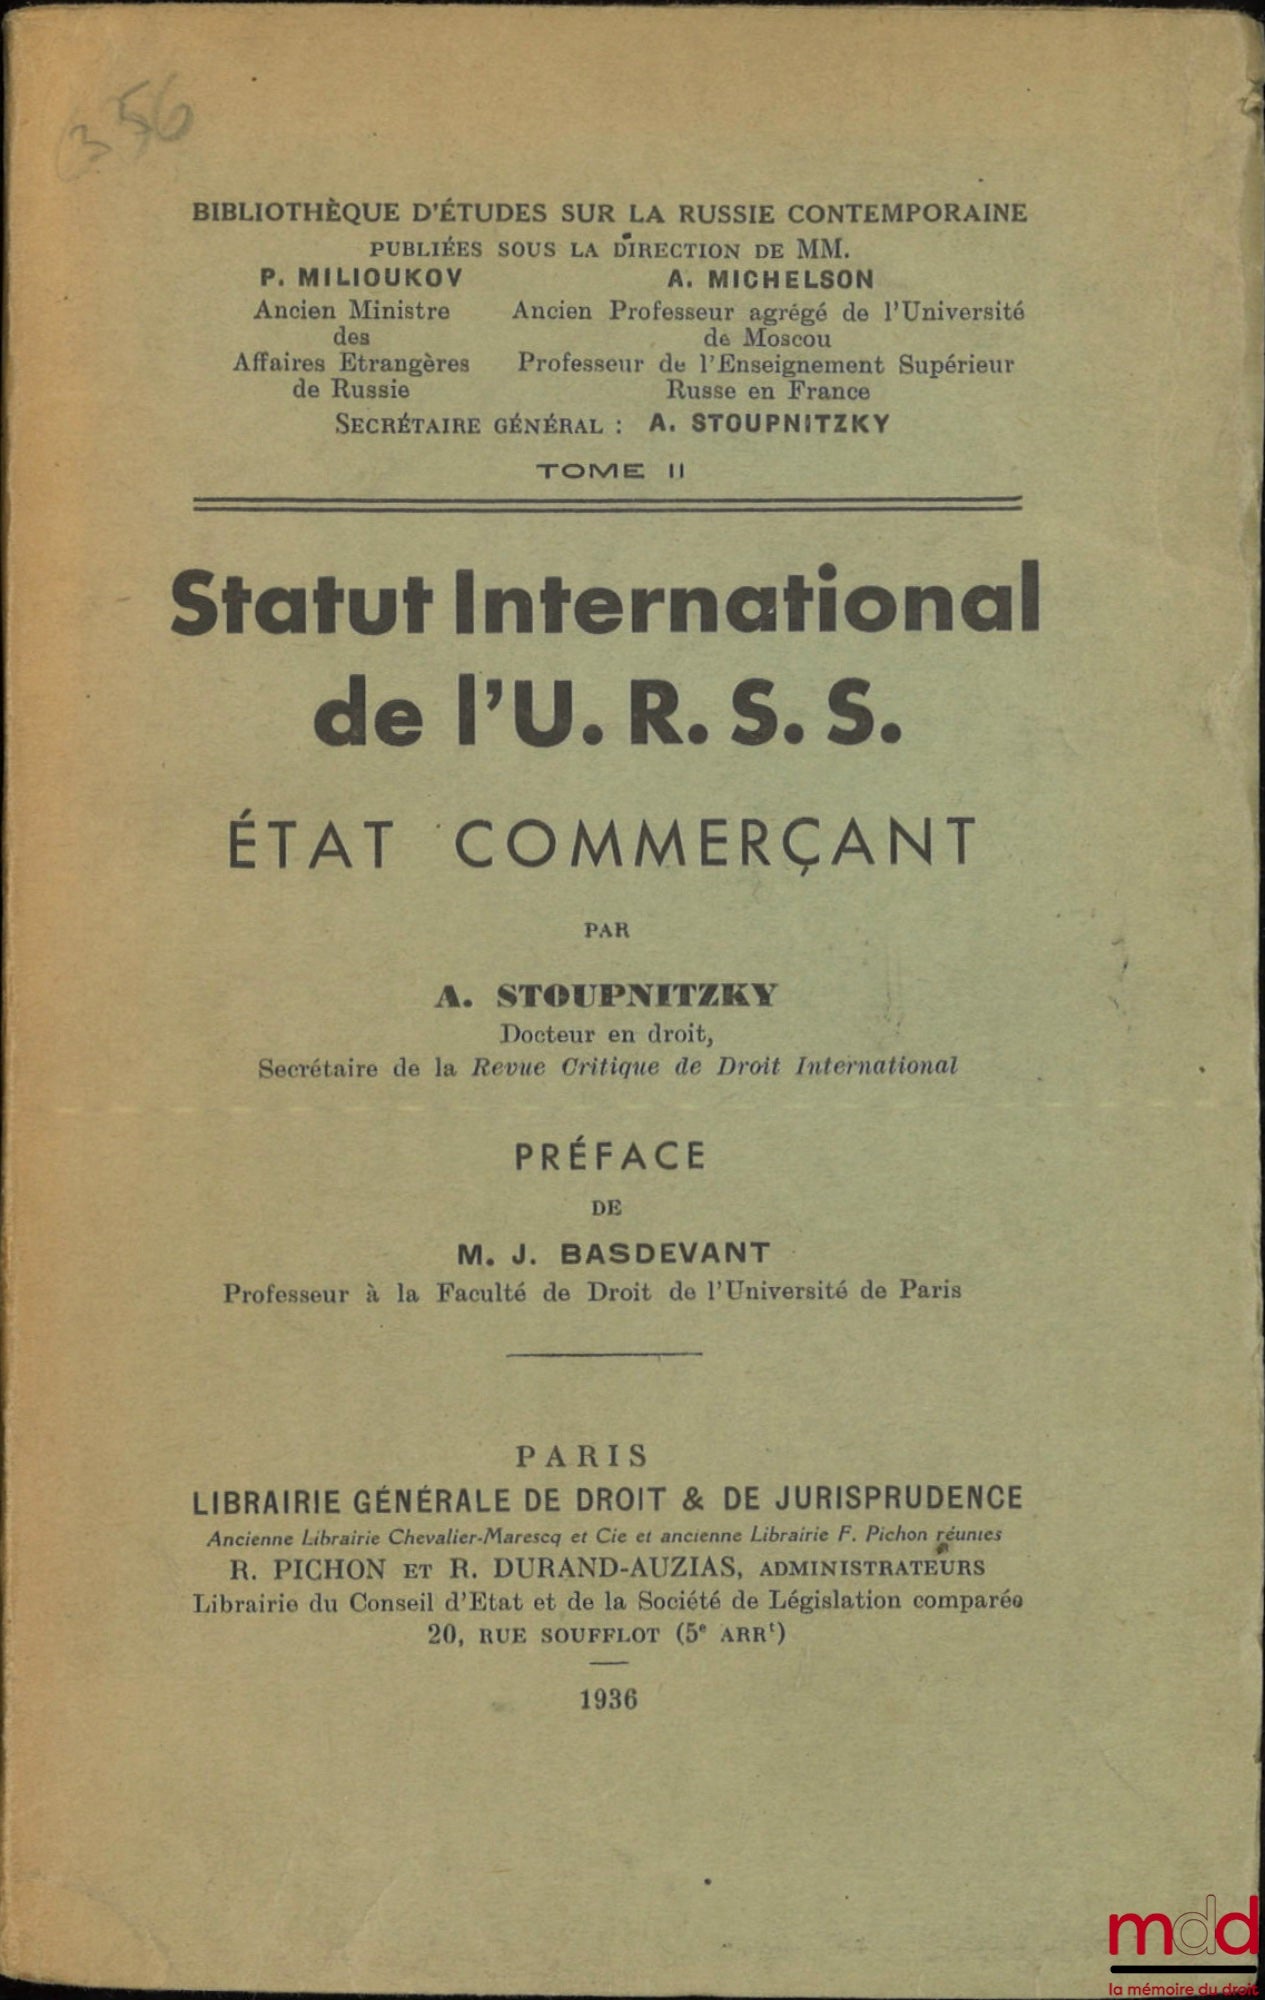 356
BIBLIOTHÈQUE D'ÉTUDES SUR LA RUSSIE CONTEMPORAINE
PUBLIÉES SOUS LA DIRECTION DE MM.
P. MILIOUKOV
Ancien Ministre
des
Affaires Etrangères
de Russie
A. MICHELSON
Ancien Professeur agrégé de l'Université
de Moscou
Professeur de l'Enseignement Supérieur
Russe en France
SECRÉTAIRE GÉNÉRAL : A. STOUPNITZKY
TOME II
Statut International
de l'U. R. S. S.
ÉTAT COMMERÇANT
PAR
A. STOUPNITZKY
Docteur en droit,
Secrétaire de la Revue Critique de Droit International
PRÉFACE
DE
M. J. BASDEVANT
Professeur à la Faculté de Droit de l'Université de Paris
PARIS
LIBRAIRIE GÉNÉRALE DE DROIT & DE JURISPRUDENCE
Ancienne Librairie Chevalier-Marescq et Cie et ancienne Librairie F. Pichon réunies
R. PICHON ET R. DURAND-AUZIAS, ADMINISTRATEURS
Librairie du Conseil d'Etat et de la Société de Législation comparée
20, RUE SOUFFLOT (5e ARRt)
1936
mdd
la mémoire du droit